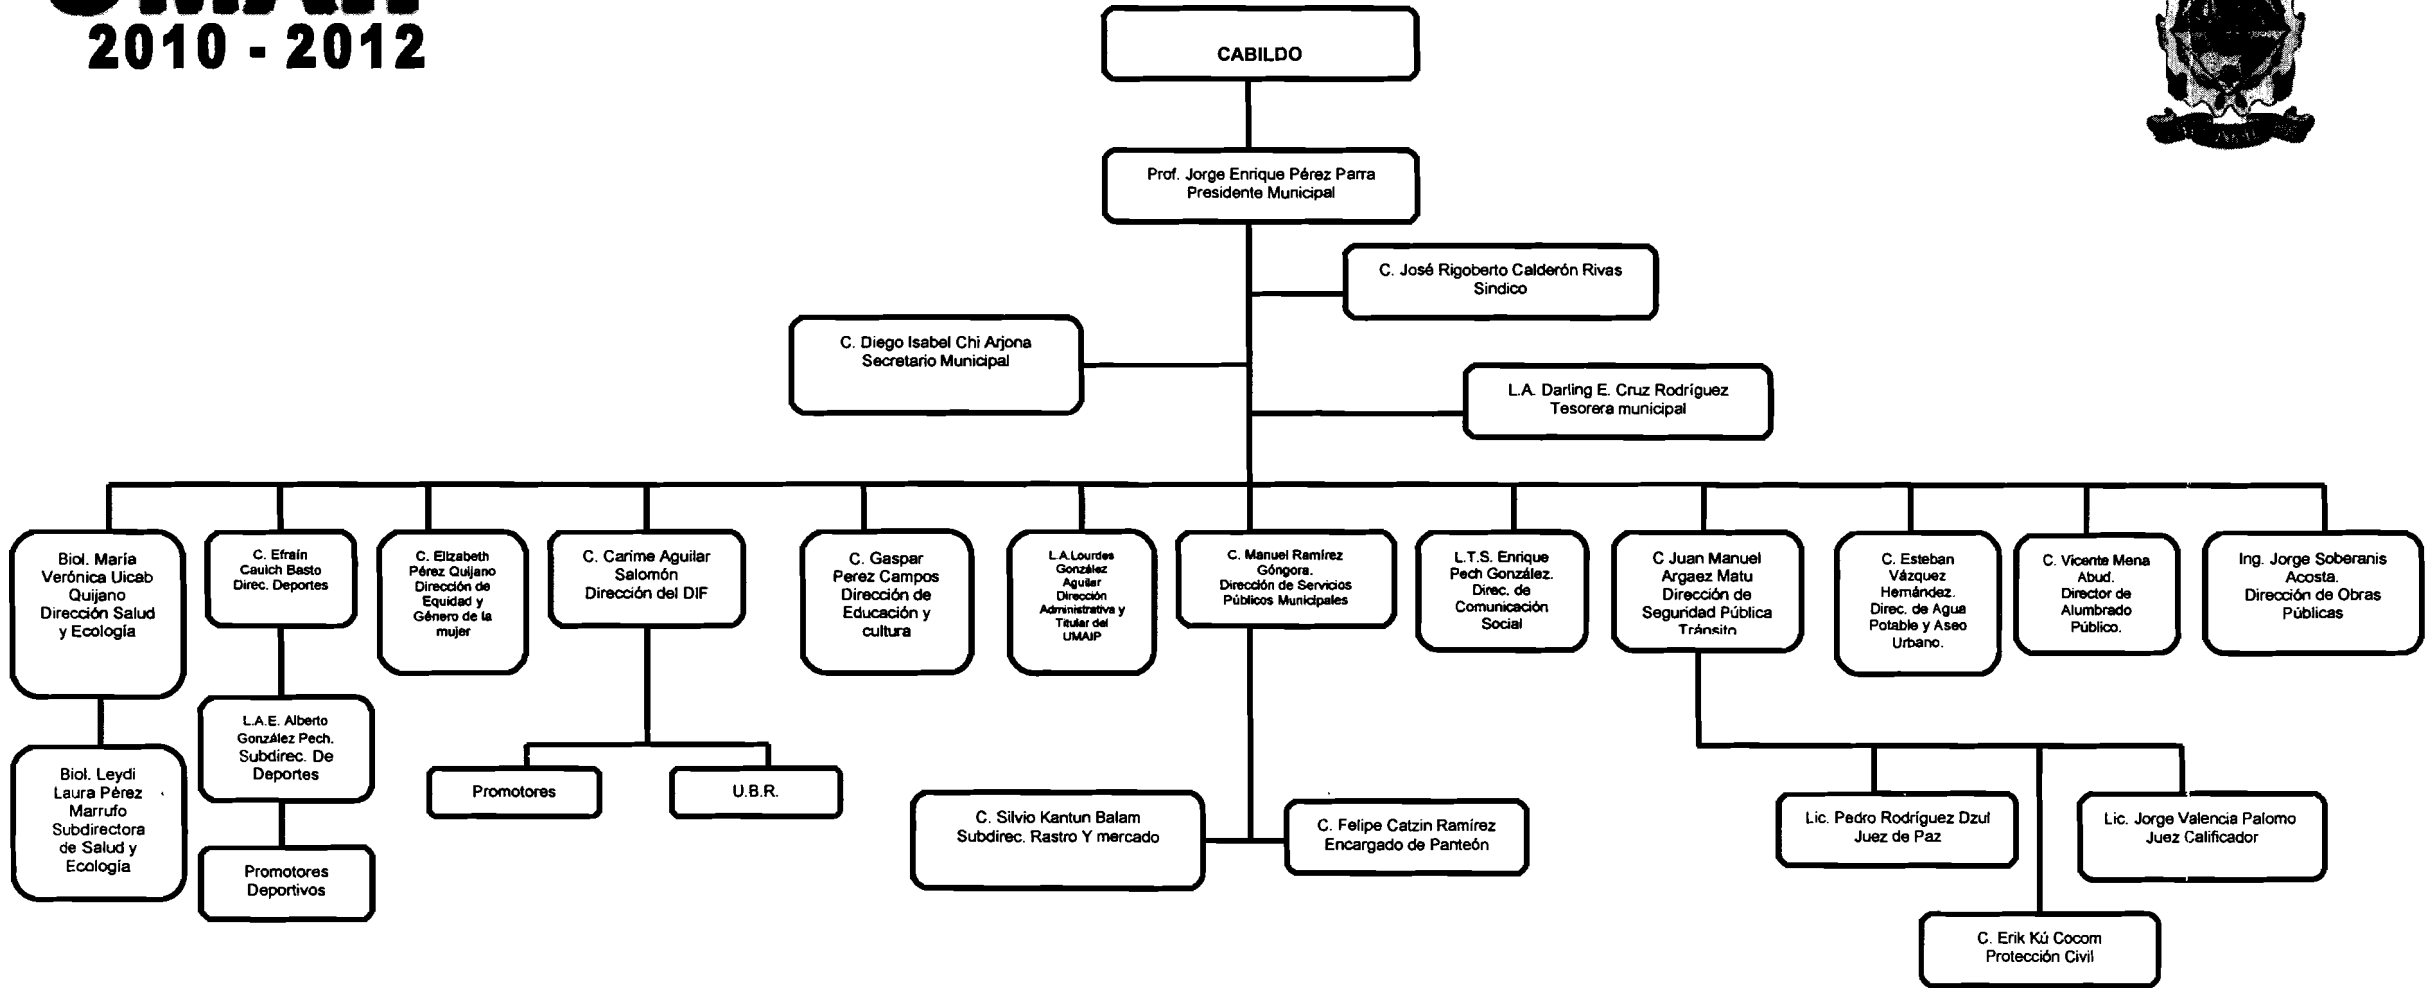 2010 - 2012
CABILDO
Prof. Jorge Enrique Pérez Parra
Presidente Municipal
C. José Rigoberto Calderón Rivas
Sindico
C. Diego Isabel Chi Arjona
Secretario Municipal
L.A. Darling E. Cruz Rodríguez
Tesorera municipal
Biol. María
Verónica Uicab
Quijano
Dirección Salud
y Ecología
C. Efraín
Cauich Basto
Direc. Deportes
C. Elizabeth
Pérez Quijano
Dirección de
Equidad y
Género de la
mujer
C. Carime Aguilar
Salomón
Dirección del DIF
C. Gaspar
Perez Campos
Dirección de
Educación y
cultura
L.A.Lourdes
González
Aguilar
Dirección
Administrativa y
Titular del
UMAIP
C. Manuel Ramírez
Góngora.
Dirección de Servicios
Públicos Municipales
L.T.S. Enrique
Pech González.
Direc. de
Comunicación
Social
C Juan Manuel
Argaez Matu
Dirección de
Seguridad Pública
Tránsito
C. Esteban
Vázquez
Hernández.
Direc. de Agua
Potable y Aseo
Urbano.
C. Vicente Mena
Abud.
Director de
Alumbrado
Público.
Ing. Jorge Soberanis
Acosta.
Dirección de Obras
Públicas
Biol. Leydi
Laura Pérez
Marrufo
Subdirectora
de Salud y
Ecología
L.A.E. Alberto
González Pech.
Subdirec. De
Deportes
Promotores
Deportivos
Promotores
U.B.R.
C. Silvio Kantun Balam
Subdirec. Rastro Y mercado
C. Felipe Catzin Ramírez
Encargado de Panteón
Lic. Pedro Rodríguez Dzul
Juez de Paz
Lic. Jorge Valencia Palomo
Juez Calificador
C. Erik Kú Cocom
Protección Civil